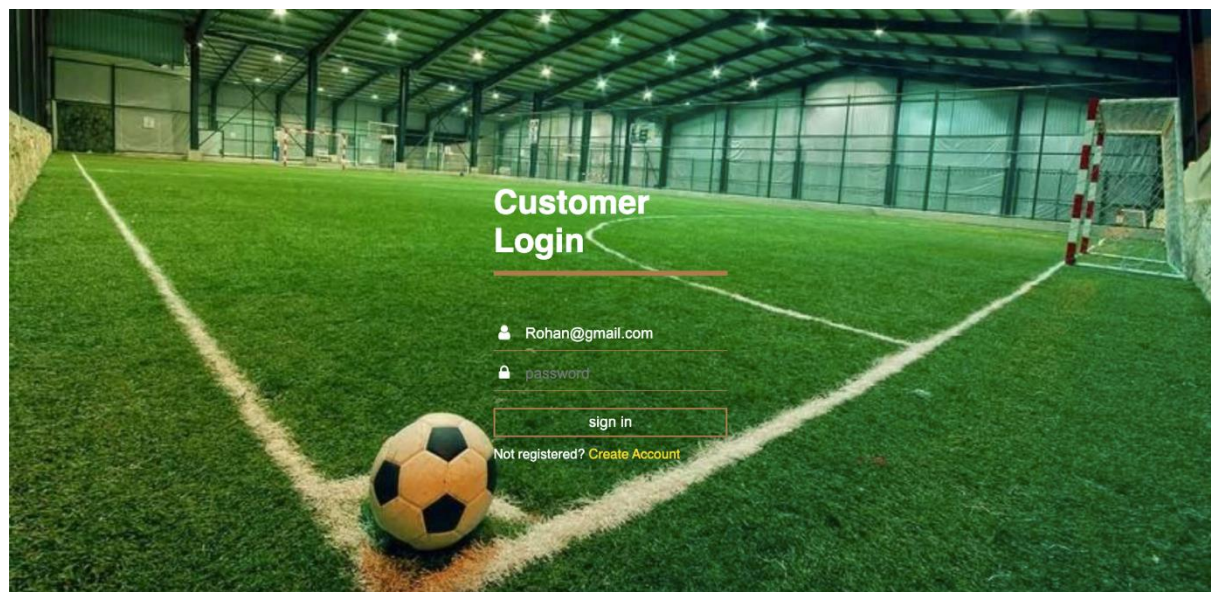 Customer
Login
Rohan@gmail.com
password
sign in
Not registered? Create Account